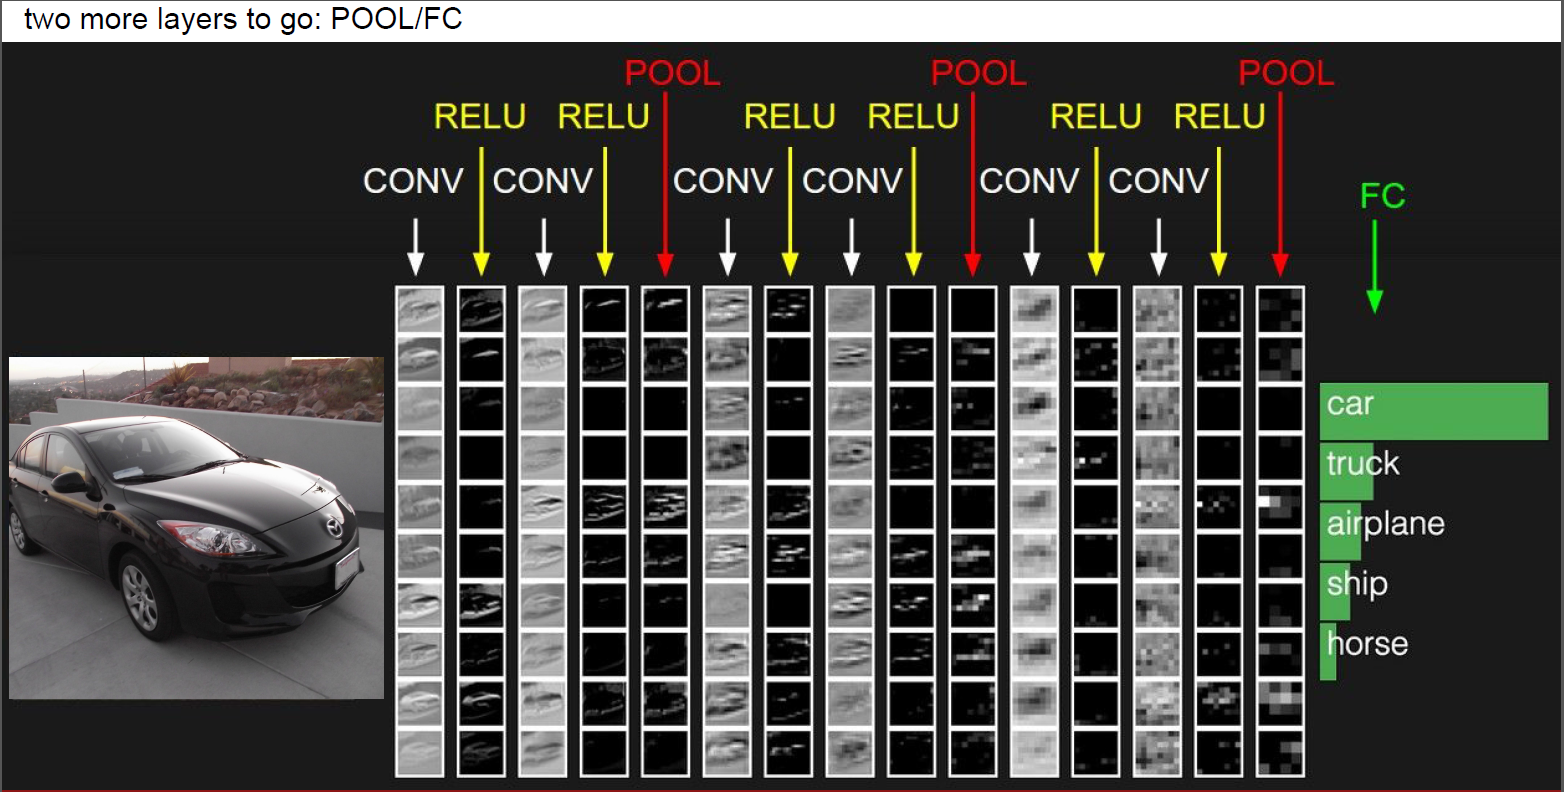 two more layers to go: POOL/FC
POOL POOL POOL
RELU RELU RELU RELU RELU RELU
CONV CONV CONV CONV CONV CONV
FC
car
truck
airplane
ship
horse